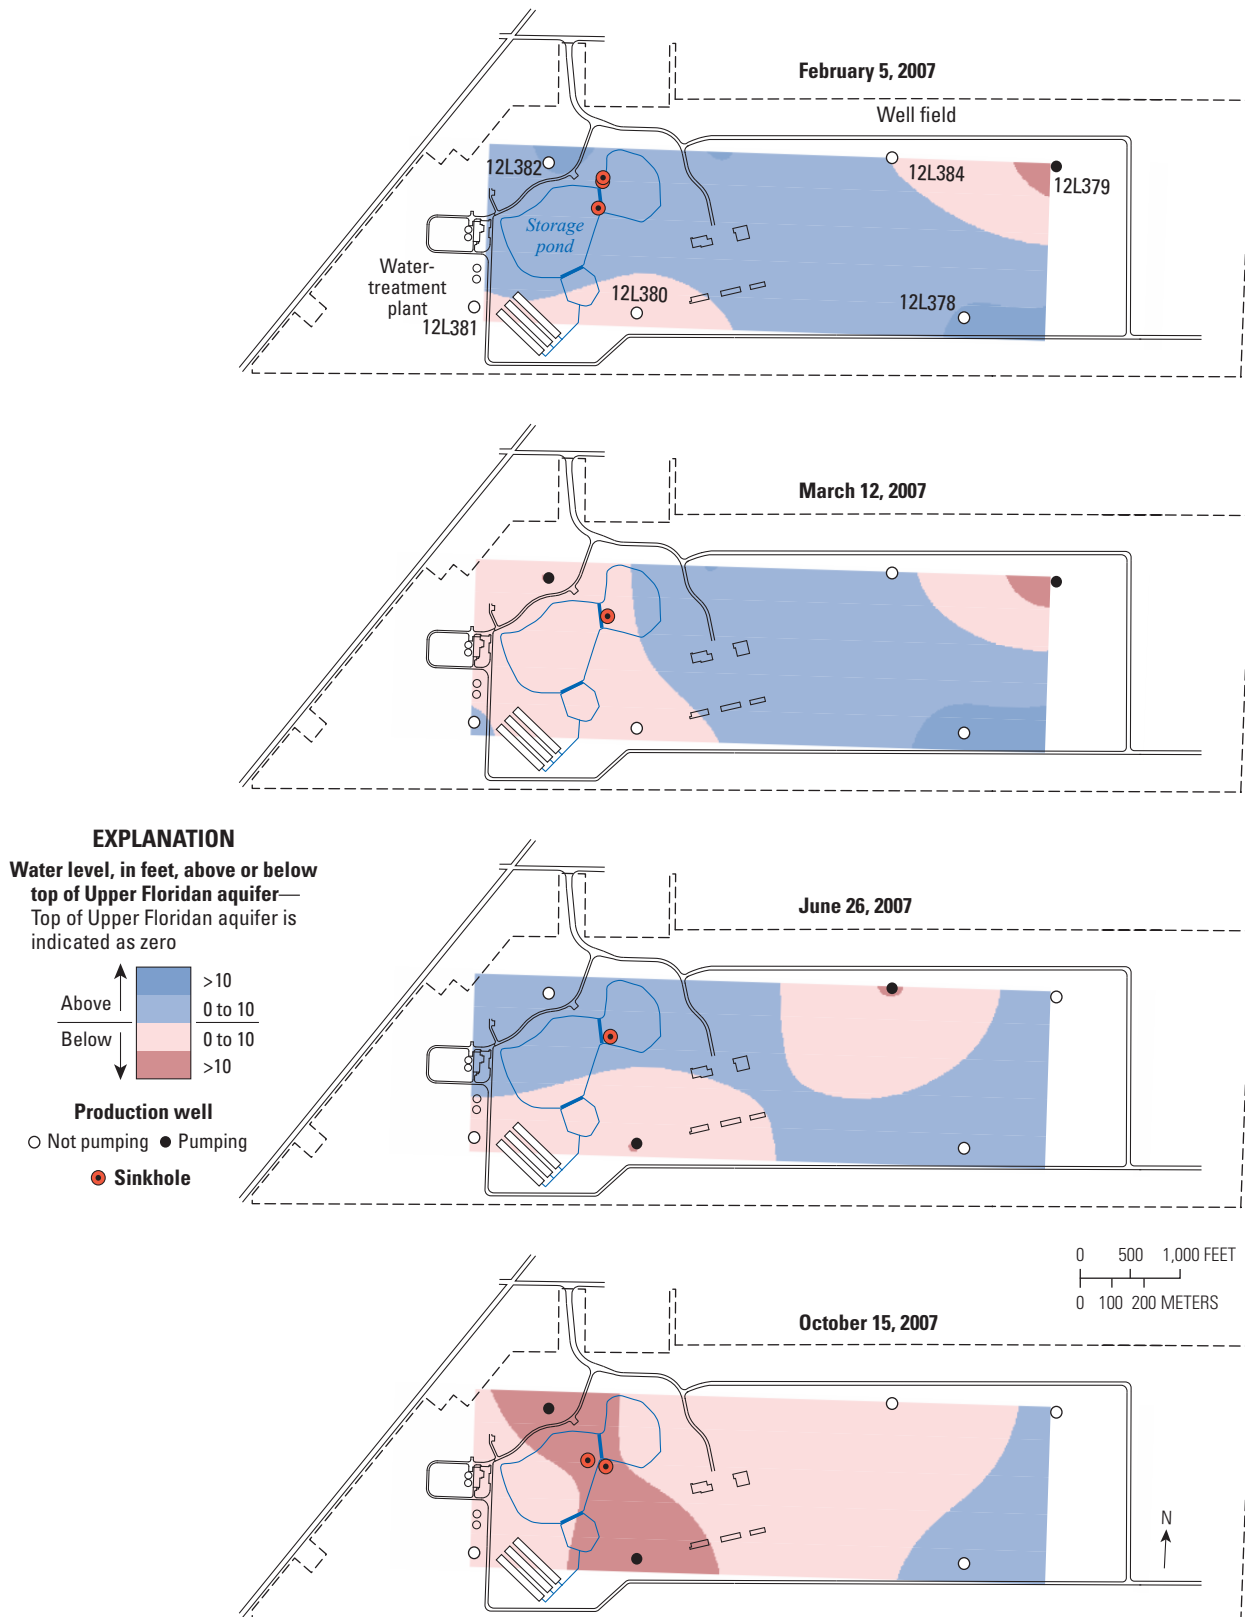 February 5, 2007
Well field
12L382
12L384
12L379
Storage
pond
Water-
treatment
plant
12L380
12L378
12L381
March 12, 2007
EXPLANATION
Water level, in feet, above or below
top of Upper Floridan aquifer—
Top of Upper Floridan aquifer is
indicated as zero
>10
Above
0 to 10
Below
0 to 10
>10
Production well
Not pumping
Pumping
Sinkhole
June 26, 2007
0 500 1,000 FEET
0 100 200 METERS
October 15, 2007
N